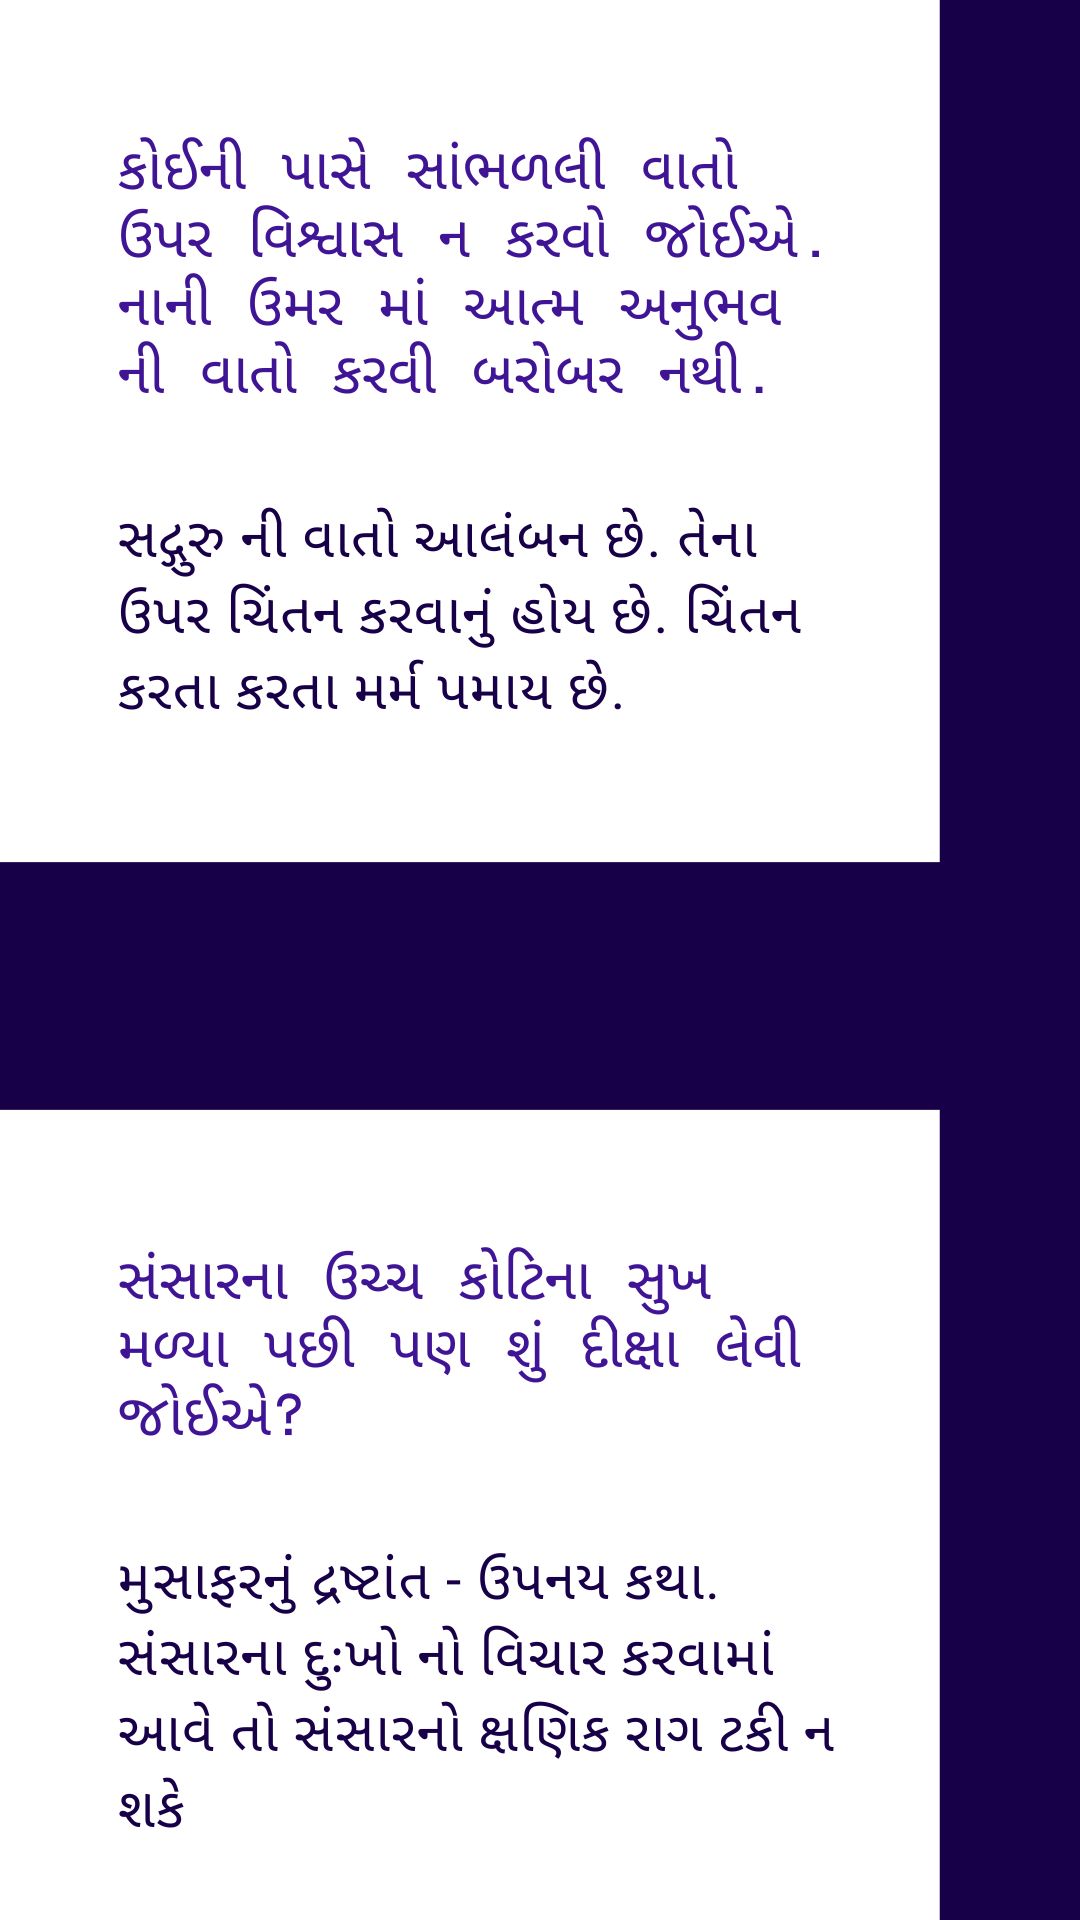 કોઈની પાસે સાંભળલી વાતો
ઉપર વિશ્વાસ ન કરવો જોઈએ.
નાની ઉમર માં આત્મ અનુભવ
ની વાતો કરવી બરોબર નથી.
સદ્ગુરુ ની વાતો આલંબન છે. તેના
ઉપર ચિંતન કરવાનું હોય છે. ચિંતન
કરતા કરતા મર્મ પમાય છે.
સંસારના ઉચ્ચ કોટિના સુખ
મળ્યા પછી પણ શું દીક્ષા લેવી
જોઈએ?
મુસાફરનું દ્રષ્ટાંત - ઉપનય કથા.
સંસારના દુઃખો નો વિચાર કરવામાં
આવે તો સંસારનો ક્ષણિક રાગ ટકી ન
શકે